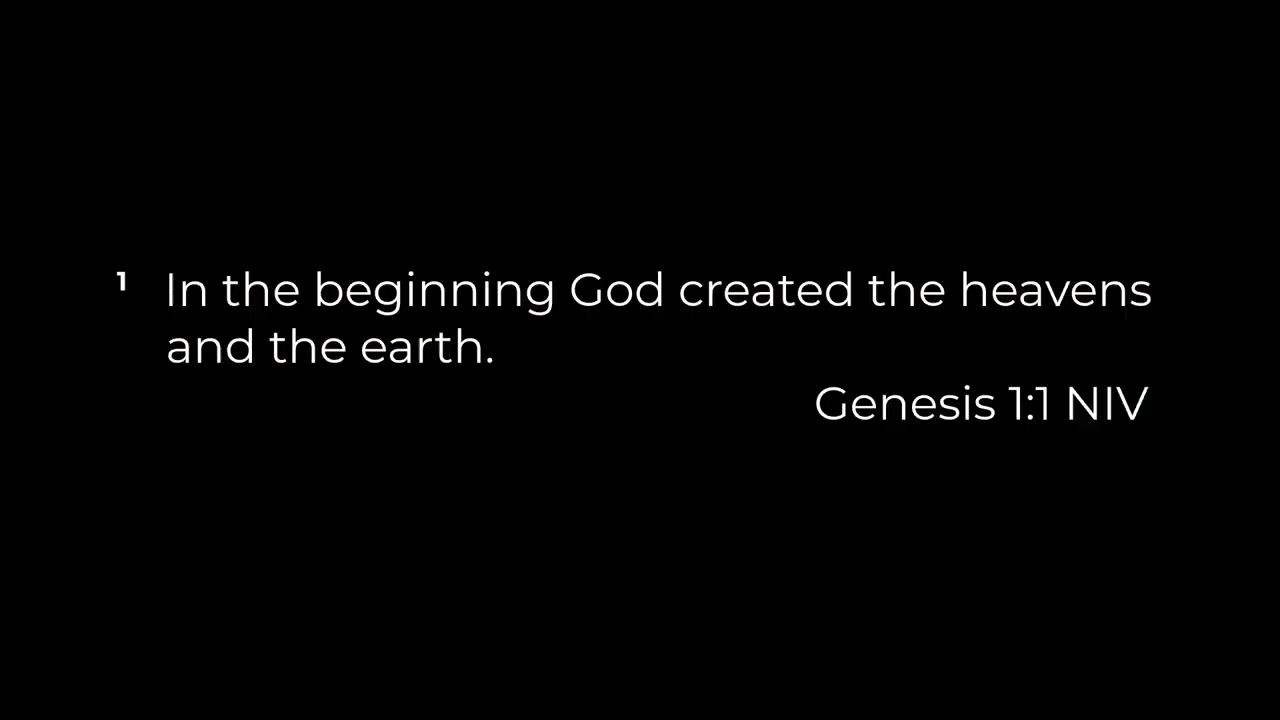 ¹ In the beginning God created the heavens
and the earth.
Genesis 1:1 NIV